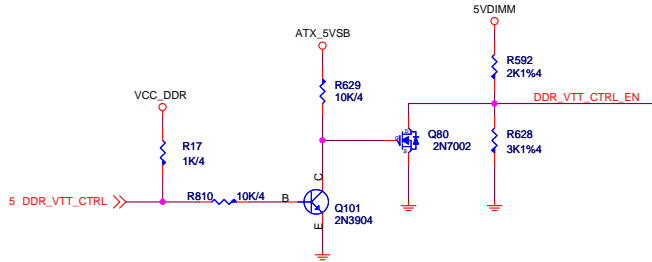 5VDIMM
ATX_5VSB
R592
2K1%4
VCC_DDR
R629
10K/4
DDR_VTT_CTRL_EN
D
G
S
Q80
2N7002
R628
3K1%4
R17
1K/4
C
5 DDR_VTT_CTRL
R810
10K/4
B
Q101
2N3904
E